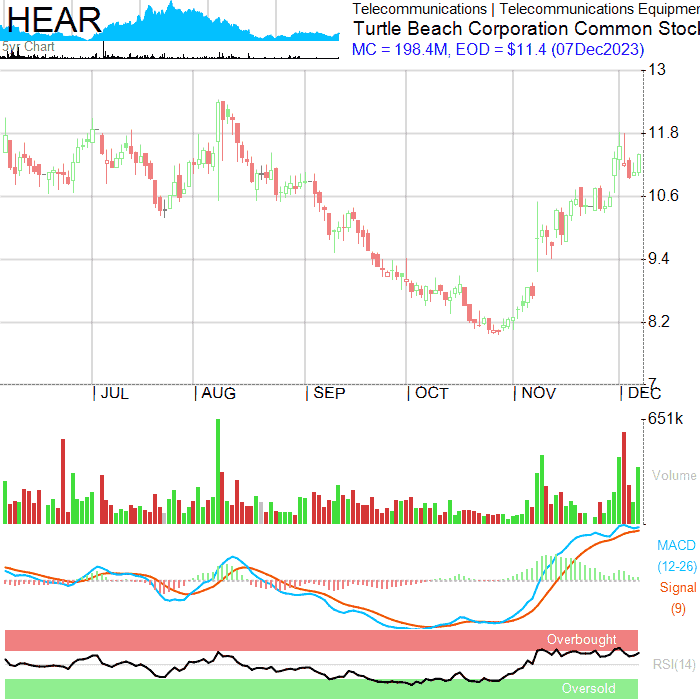 HEAR
5yr Chart
Telecommunications | Telecommunications Equipmen
Turtle Beach Corporation Common Stoc
MC = 198.4M, EOD = $11.4 (07Dec2023)
13
11.8
10.6
9.4
8.2
7
JUL AUG SEP OCT NOV DEC
651k
Volume
MACD
(12-26)
Signal
(9)
Overbought
RSI(14)
Oversold